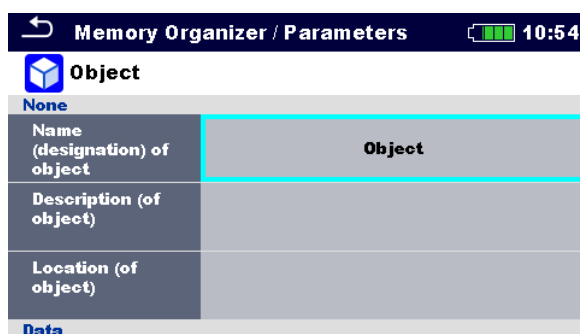 Memory Organizer / Parameters 10:54
Object
None
Name
(designation) of
object
Object
Description (of
object)
Location (of
object)
Data